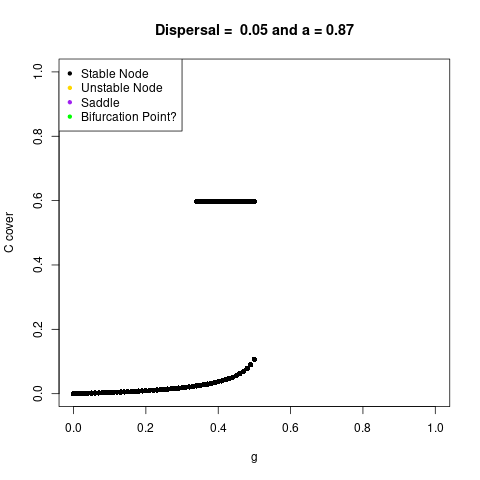 Dispersal =  0.05 and a = 0.87
Stable Node
Unstable Node
Saddle
Bifurcation Point?
C cover
1.0
0.8
0.6
0.4
0.2
0.0
0.0 0.2 0.4 0.6 0.8 1.0
g